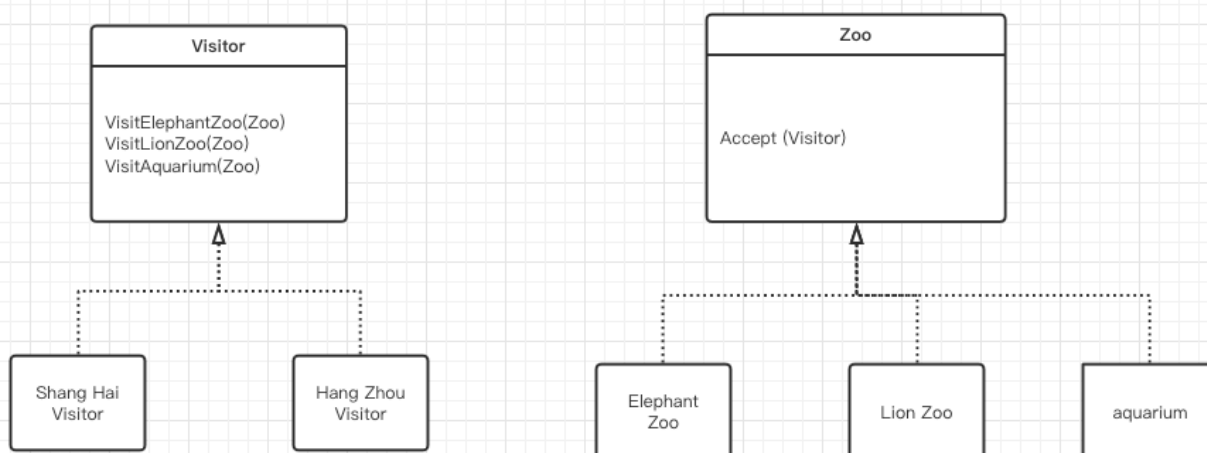 Visitor
VisitElephantZoo(Zoo)
VisitLionZoo(Zoo)
VisitAquarium(Zoo)
Zoo
Accept (Visitor)
Shang Hai
Visitor
Hang Zhou
Visitor
Elephant
Zoo
Lion Zoo
aquarium